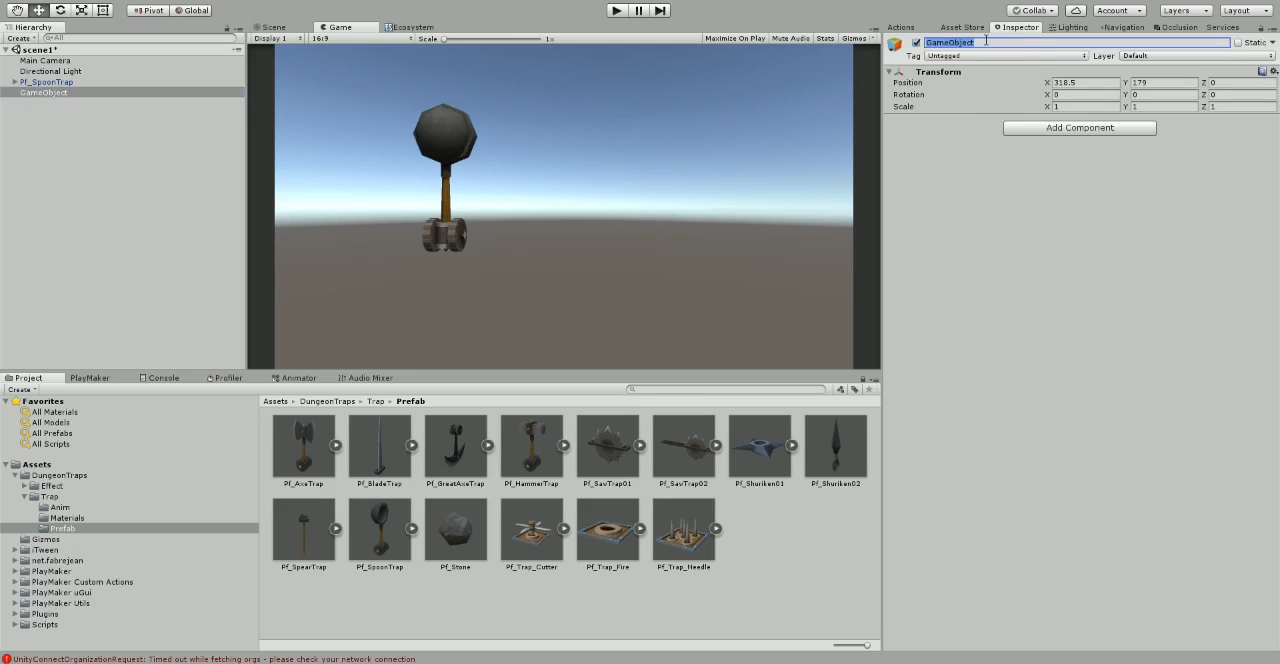 Pivot Global Collab Account Layers Layout
Hierarchy Scene Game Ecosystem Actions Asset Store Inspector Lighting Navigation Occlusion Services
Create All Display 1 16:9 Scale 1x Maximize On Play Mute Audio Stats Gizmos
GameObject Static
scene1*
Tag Untagged Layer Default
Main Camera
Directional Light
Transform
Pf_SpoonTrap
Position X 318.5 Y 179 Z 0
GameObject
Rotation X 0 Y 0 Z 0
Scale X 1 Y 1 Z 1
Add Component
Project PlayMaker Console Profiler Animator Audio Mixer
Create
Favorites
Assets DungeonTraps Trap Prefab
All Materials
All Models
All Prefabs
All Scripts
Assets
DungeonTraps
Effect
Trap
Anim
Materials
Prefab
Gizmos
iTween
net.fabrejean
PlayMaker
PlayMaker Custom Actions
PlayMaker uGui
PlayMaker Utils
Plugins
Scripts
Pf_AxeTrap Pf_BladeTrap Pf_GreatAxeTrap Pf_HammerTrap Pf_SawTrap01 Pf_SawTrap02 Pf_Shuriken01 Pf_Shuriken02
Pf_SpearTrap Pf_SpoonTrap Pf_Stone Pf_Trap_Cutter Pf_Trap_Fire Pf_Trap_Needle
UnityConnectOrganizationRequest: Timed out while fetching orgs - please check your network connection